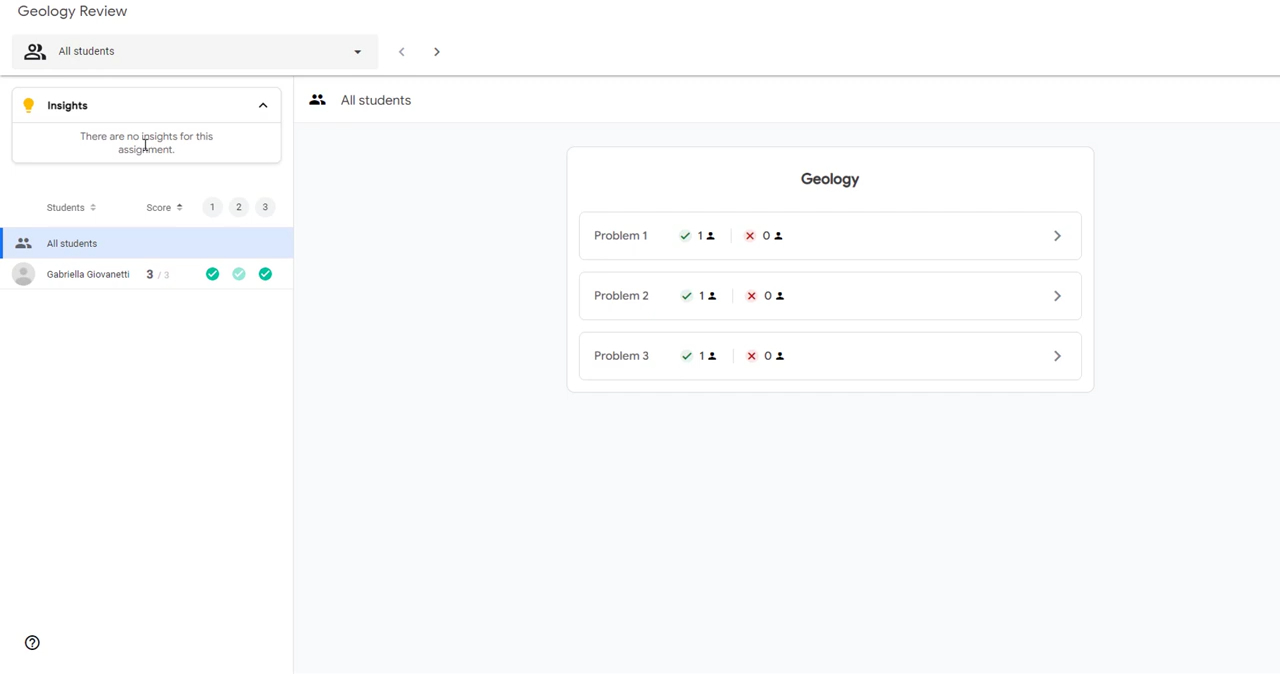 Geology Review
All students
Insights
There are no insights for this
assignment.
Students Score 1 2 3
All students
Gabriella Giovanetti 3 / 3
All students
Geology
Problem 1 1 0
Problem 2 1 0
Problem 3 1 0